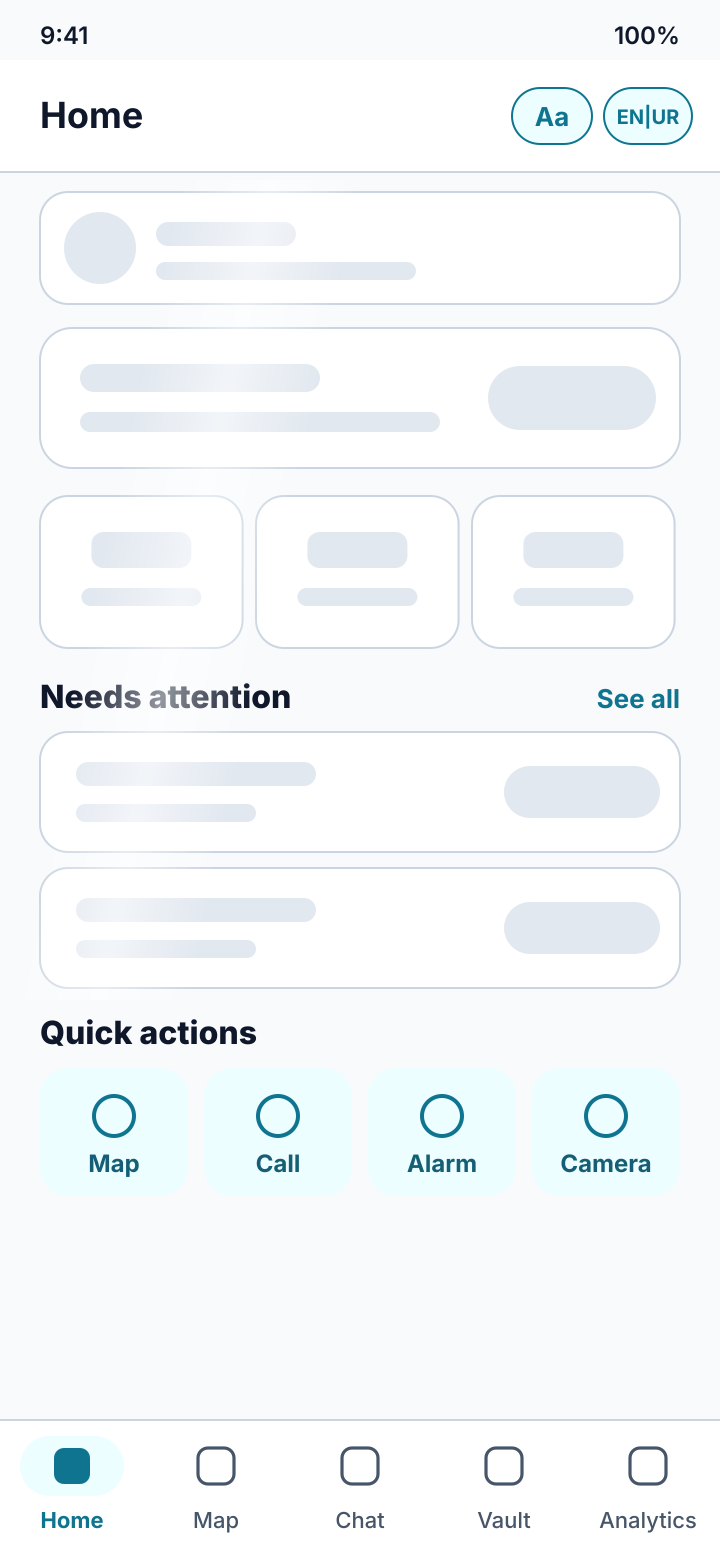 9:41 100%
Home Aa EN|UR
Needs attention See all
Quick actions
Map Call Alarm Camera
Home Map Chat Vault Analytics